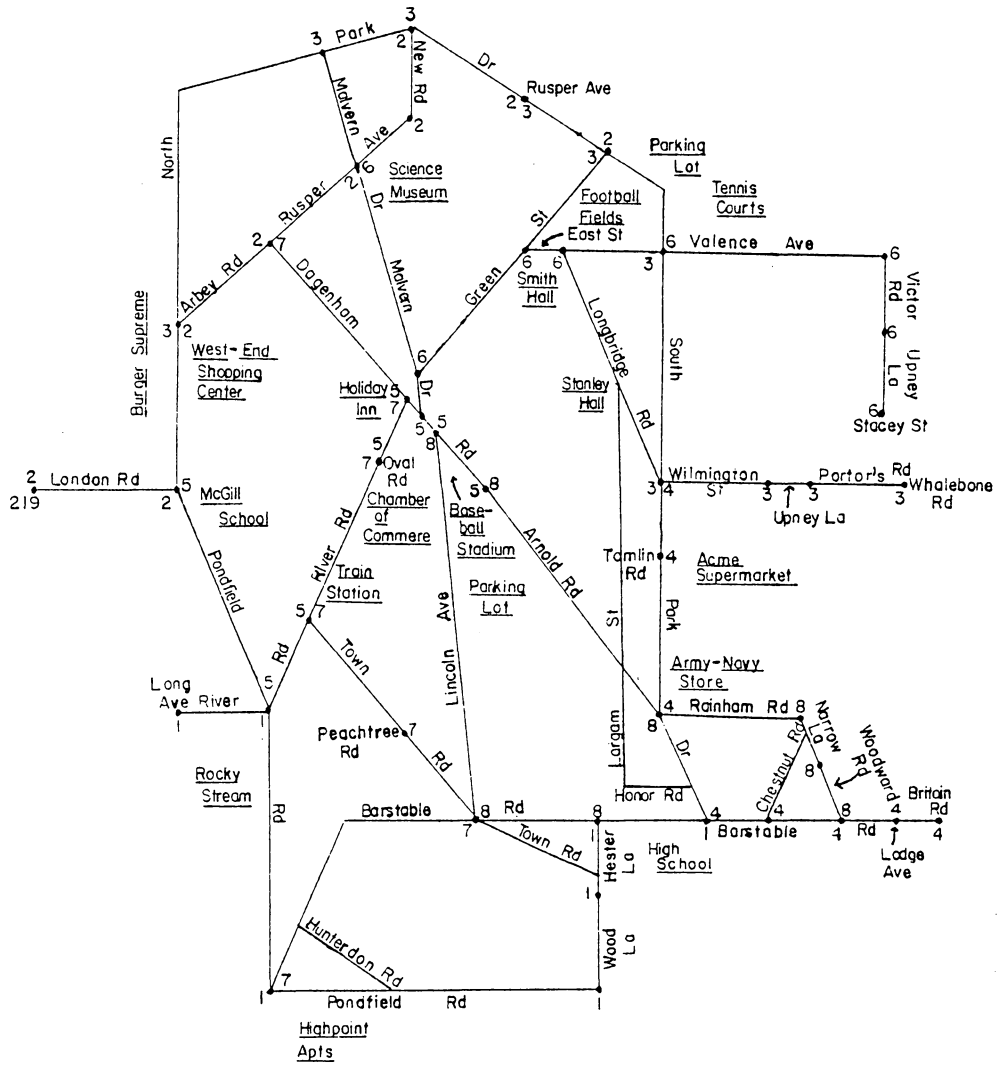 3
Park
3
2
New Rd
Dr
Malvern
North
2
3
Rusper Ave
Ave
2
2
3
Parking
Lot
2
6
Science
Museum
Dr
Rusper
Football
Fields
Tennis
Courts
St
East St
2
7
6
6
6
3
Valence Ave
6
Smith
Hall
Arbey Rd
Dagenham
Malvarn
Green
Victor
Rd
Longbridge
South
3
2
Burger Supreme
West-End
Shopping
Center
6
Upney
La
6
Dr
Holiday
Inn
5
7
Stanley
Hall
Rd
6
Stacey St
5
5
8
Rd
5
7
Oval
Rd
2
219
London Rd
5
2
McGill
School
Chamber
of
Commere
Base-
ball
Stadium
5
8
3
4
Wilmington
St
3
3
Portor's Rd
3
Whalebone
Rd
Upney La
Pondfield
River Rd
Train
Station
Arnold Rd
Tomlin
Rd
4
Acme
Supermarket
Parking
Lot
Ave
St
Park
5
7
Town
Rd
Lincoln
Long
Ave
River
5
1
1
Army-Navy
Store
4
8
Rainham Rd
8
Peachtree
Rd
7
Rd
Largam
Dr
Narrow
La
Woodward
Rd
Chestnut Rd
8
Rocky
Stream
Rd
Honor Rd
Barstable
8
7
Rd
8
1
4
1
Barstable
4
8
4
Rd
4
Britain
Rd
4
Town Rd
Hester
La
High
School
Lodge
Ave
1
Hunterdon Rd
Wood
La
7
1
Pondfield Rd
1
Highpoint
Apts